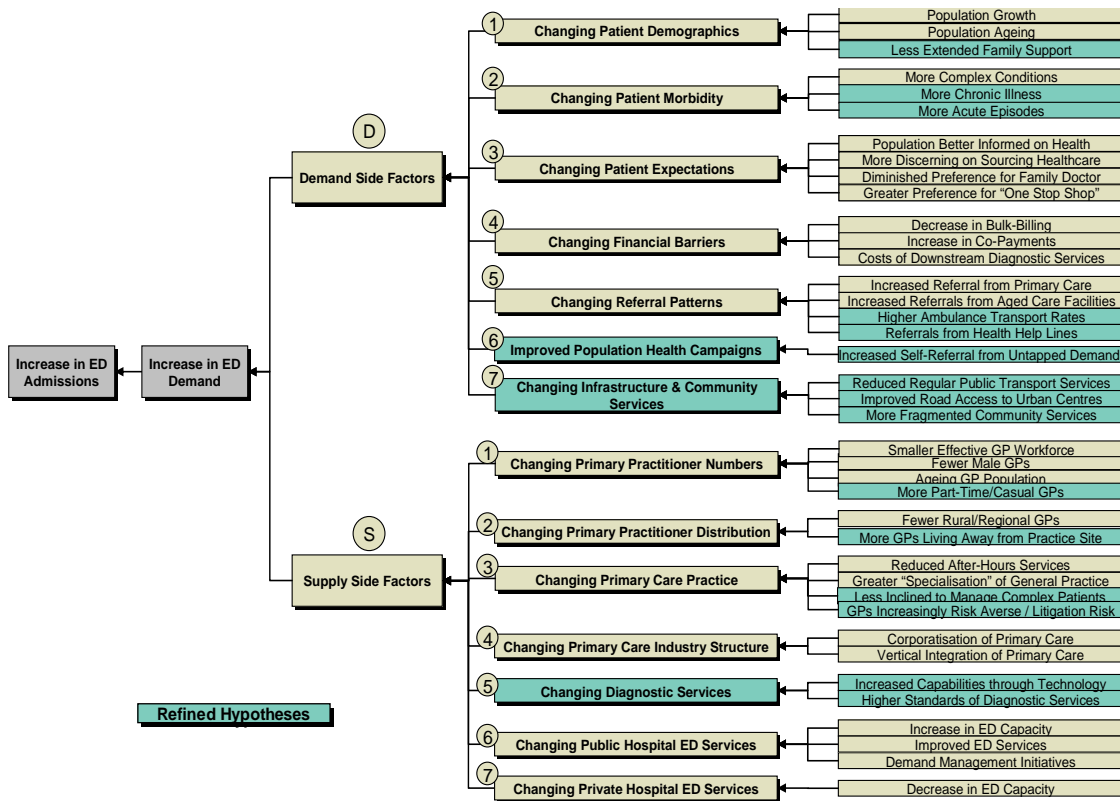 1
Changing Patient Demographics
Population Growth
Population Ageing
Less Extended Family Support
2
Changing Patient Morbidity
More Complex Conditions
More Chronic Illness
More Acute Episodes
D
Demand Side Factors
3
Changing Patient Expectations
Population Better Informed on Health
More Discerning on Sourcing Healthcare
Diminished Preference for Family Doctor
Greater Preference for “One Stop Shop”
4
Changing Financial Barriers
Decrease in Bulk-Billing
Increase in Co-Payments
Costs of Downstream Diagnostic Services
5
Changing Referral Patterns
Increased Referral from Primary Care
Increased Referrals from Aged Care Facilities
Higher Ambulance Transport Rates
Referrals from Health Help Lines
6
Improved Population Health Campaigns
Increased Self-Referral from Untapped Demand
Increase in ED
Admissions
Increase in ED
Demand
7
Changing Infrastructure & Community
Services
Reduced Regular Public Transport Services
Improved Road Access to Urban Centres
More Fragmented Community Services
1
Changing Primary Practitioner Numbers
Smaller Effective GP Workforce
Fewer Male GPs
Ageing GP Population
More Part-Time/Casual GPs
S
Supply Side Factors
2
Changing Primary Practitioner Distribution
Fewer Rural/Regional GPs
More GPs Living Away from Practice Site
3
Changing Primary Care Practice
Reduced After-Hours Services
Greater “Specialisation” of General Practice
Less Inclined to Manage Complex Patients
GPs Increasingly Risk Averse / Litigation Risk
4
Changing Primary Care Industry Structure
Corporatisation of Primary Care
Vertical Integration of Primary Care
5
Changing Diagnostic Services
Increased Capabilities through Technology
Higher Standards of Diagnostic Services
Refined Hypotheses
6
Changing Public Hospital ED Services
Increase in ED Capacity
Improved ED Services
Demand Management Initiatives
7
Changing Private Hospital ED Services
Decrease in ED Capacity